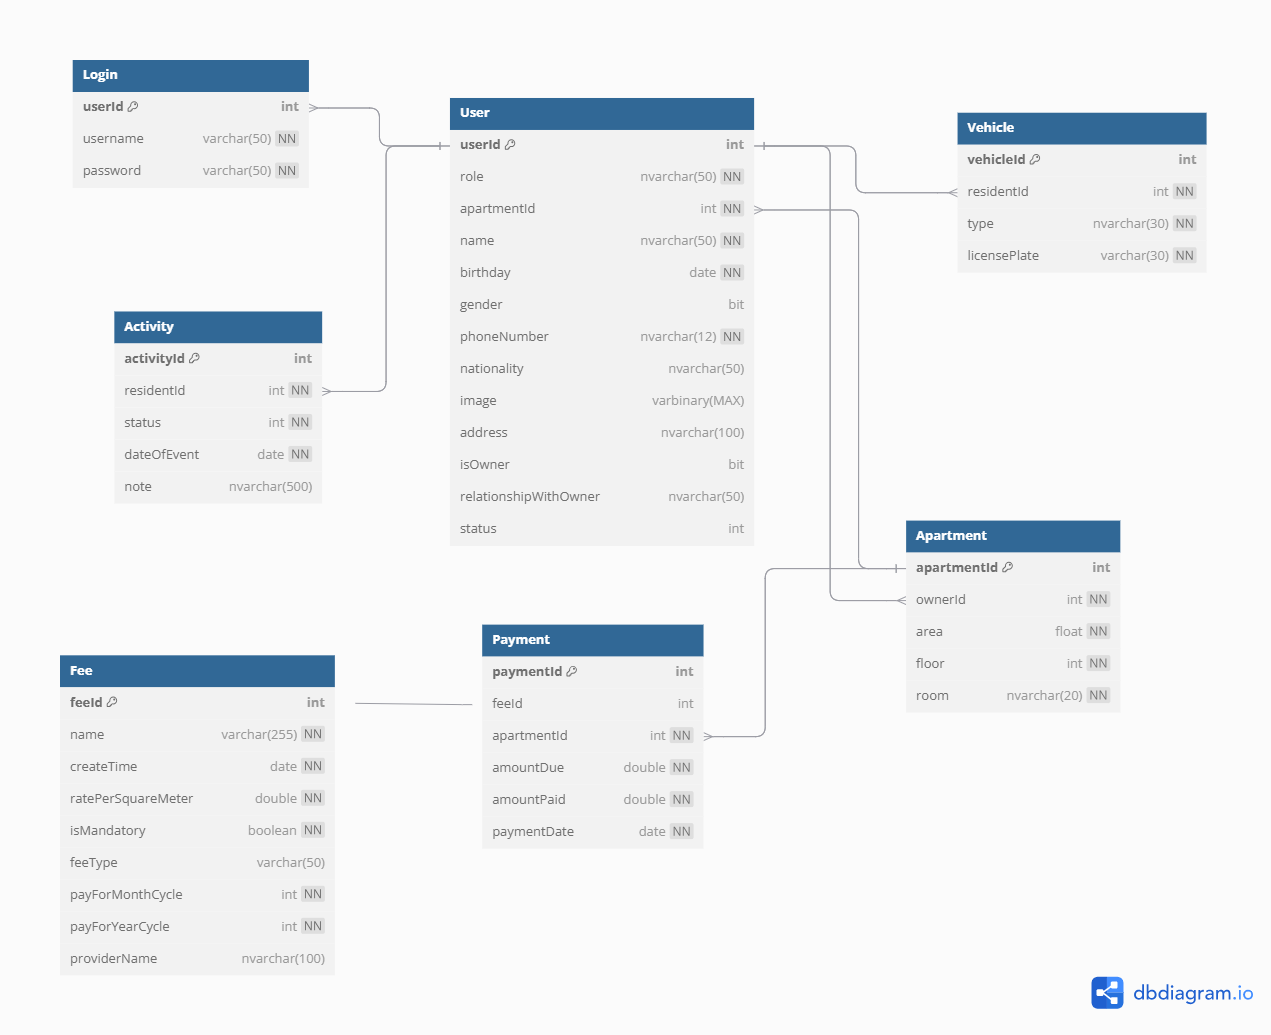 Login
userId int
username varchar(50) NN
password varchar(50) NN
User
userId int
role nvarchar(50) NN
apartmentId int NN
name nvarchar(50) NN
birthday date NN
gender bit
phoneNumber nvarchar(12) NN
nationality nvarchar(50)
image varbinary(MAX)
address nvarchar(100)
isOwner bit
relationshipWithOwner nvarchar(50)
status int
Vehicle
vehicleId int
residentId int NN
type nvarchar(30) NN
licensePlate varchar(30) NN
Activity
activityId int
residentId int NN
status int NN
dateOfEvent date NN
note nvarchar(500)
Apartment
apartmentId int
ownerId int NN
area float NN
floor int NN
room nvarchar(20) NN
Payment
paymentId int
feeId int
apartmentId int NN
amountDue double NN
amountPaid double NN
paymentDate date NN
Fee
feeId int
name varchar(255) NN
createTime date NN
ratePerSquareMeter double NN
isMandatory boolean NN
feeType varchar(50)
payForMonthCycle int NN
payForYearCycle int NN
providerName nvarchar(100)
dbdiagram.io